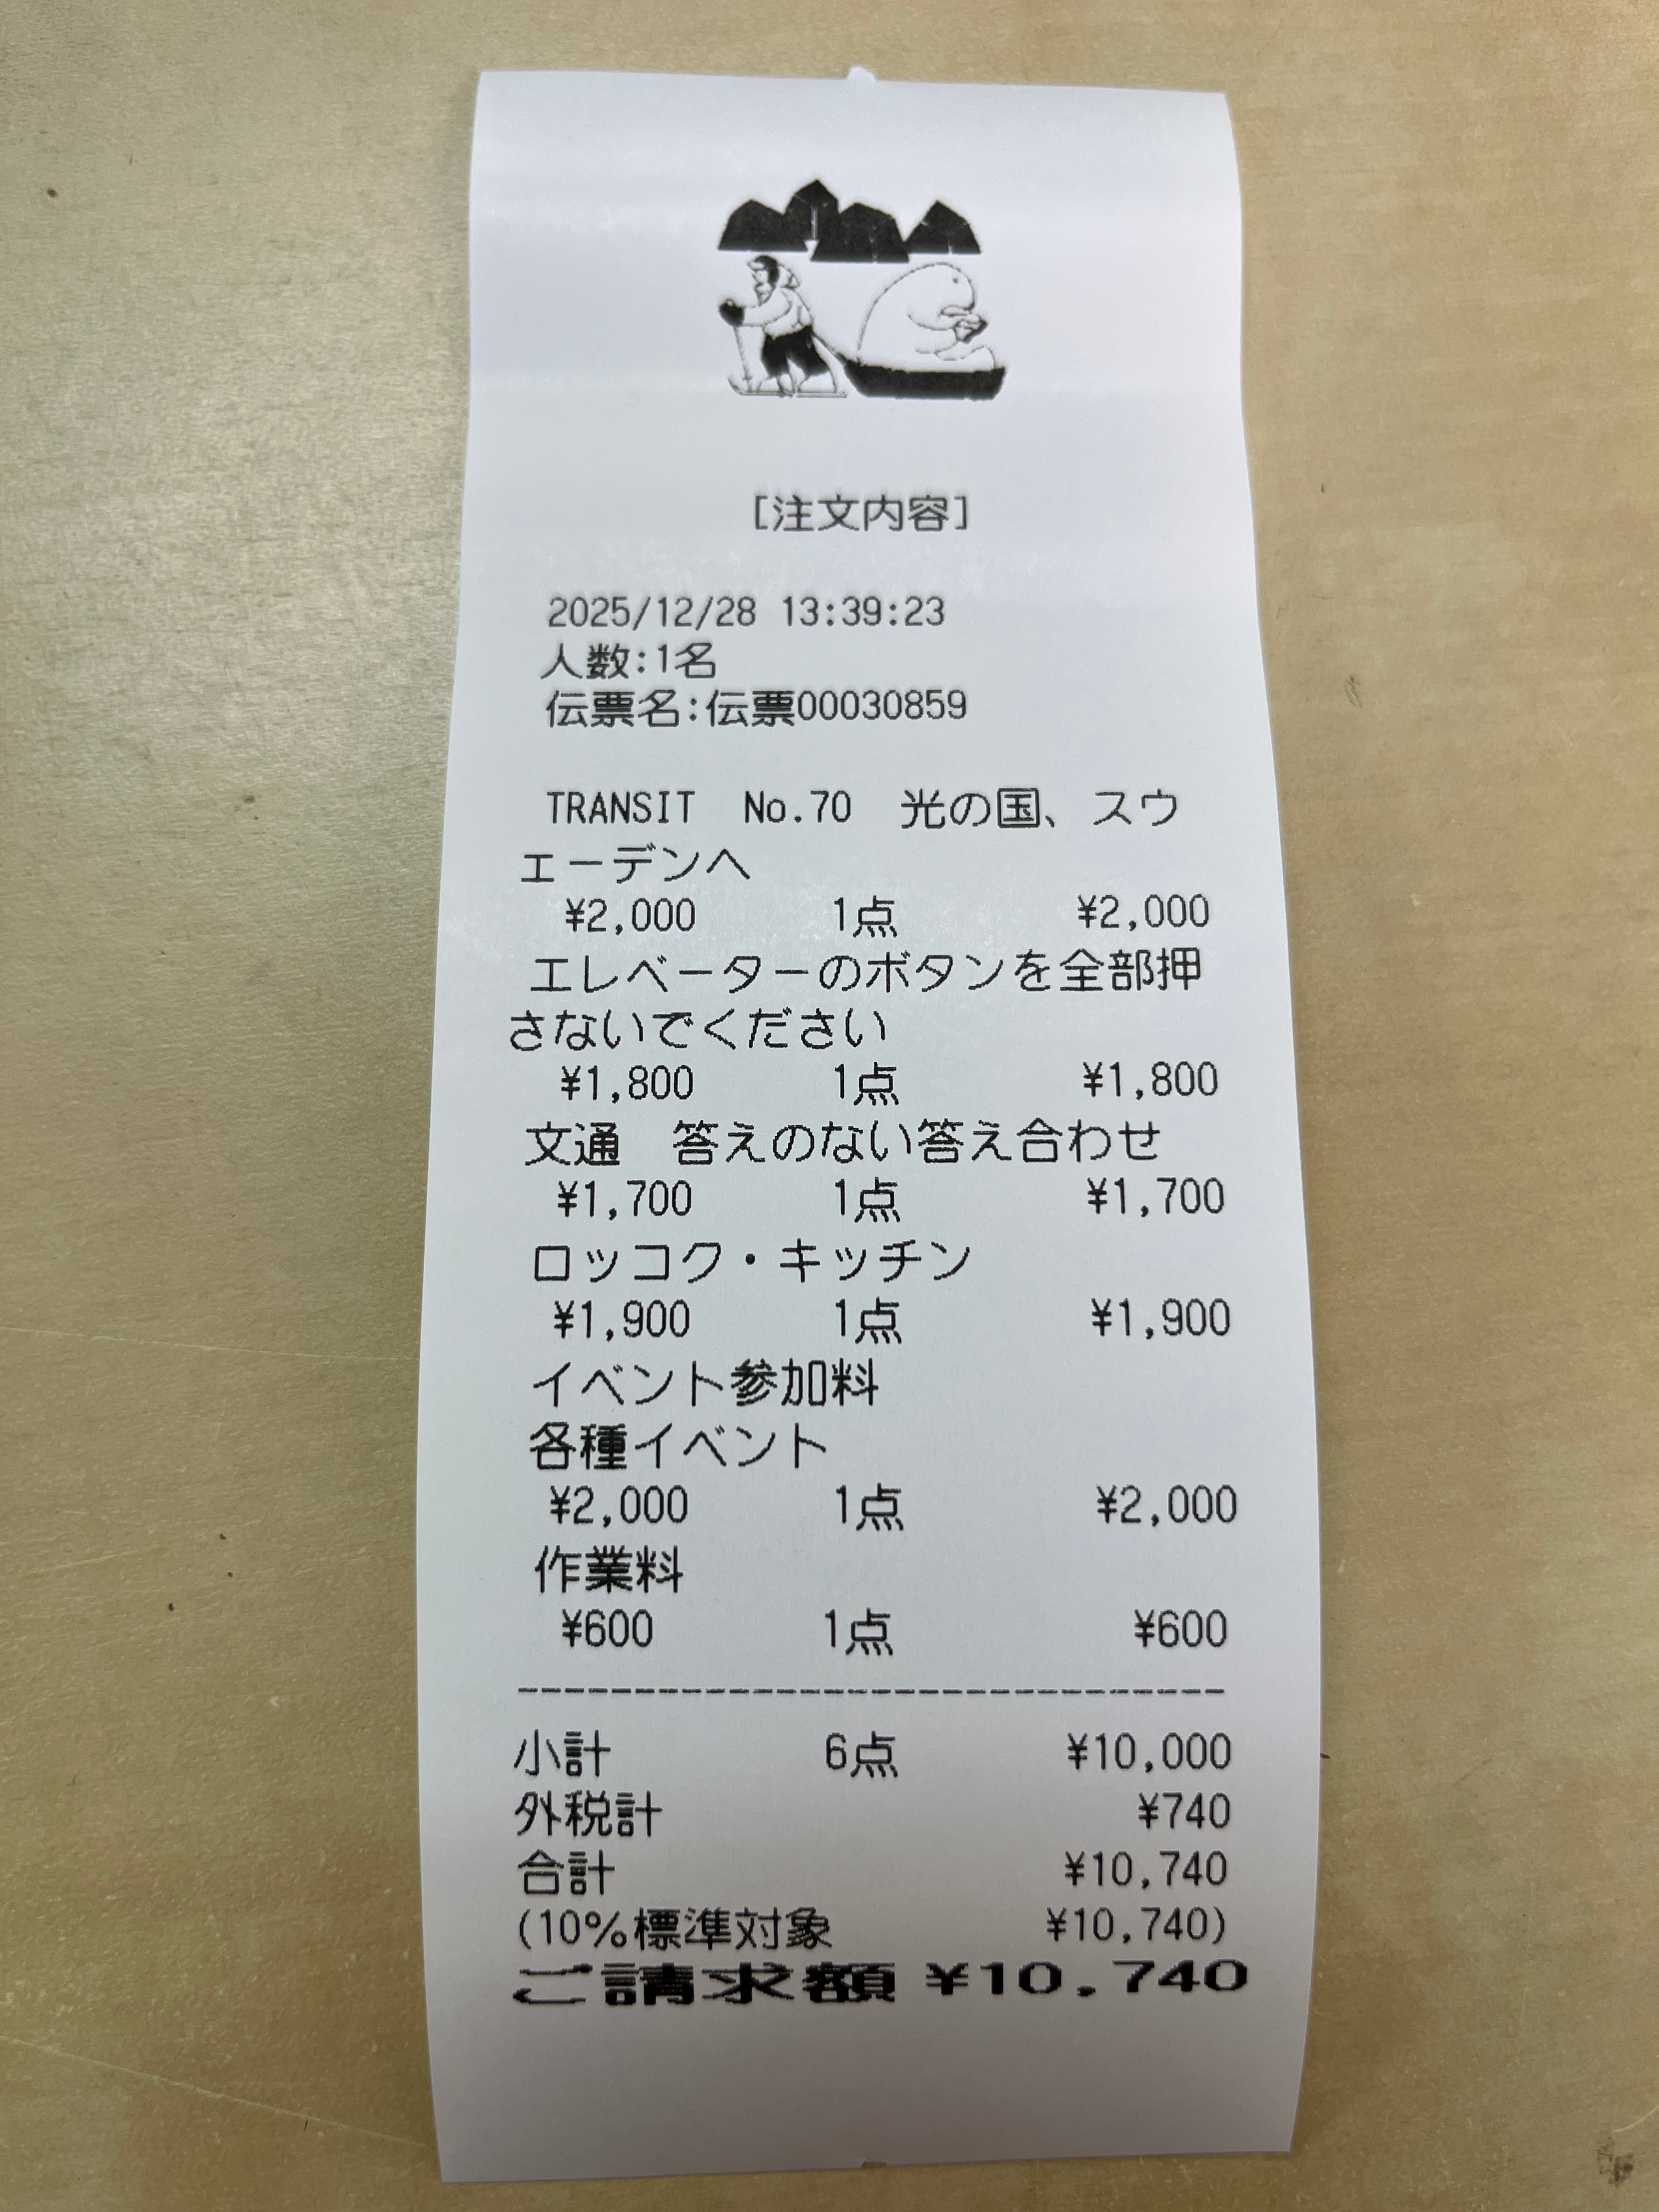 [注文内容]
2025/12/28 13:39:23
人数:1名
伝票名:伝票00030859
TRANSIT　No.70　光の国、スウ
ェーデンへ
¥2,000 1点 ¥2,000
エレベーターのボタンを全部押
さないでください
¥1,800 1点 ¥1,800
文通　答えのない答え合わせ
¥1,700 1点 ¥1,700
ロッコク・キッチン
¥1,900 1点 ¥1,900
イベント参加料
各種イベント
¥2,000 1点 ¥2,000
作業料
¥600 1点 ¥600
------------------------------
小計 6点 ¥10,000
外税計 ¥740
合計 ¥10,740
(10%標準対象 ¥10,740)
ご請求額 ¥10,740